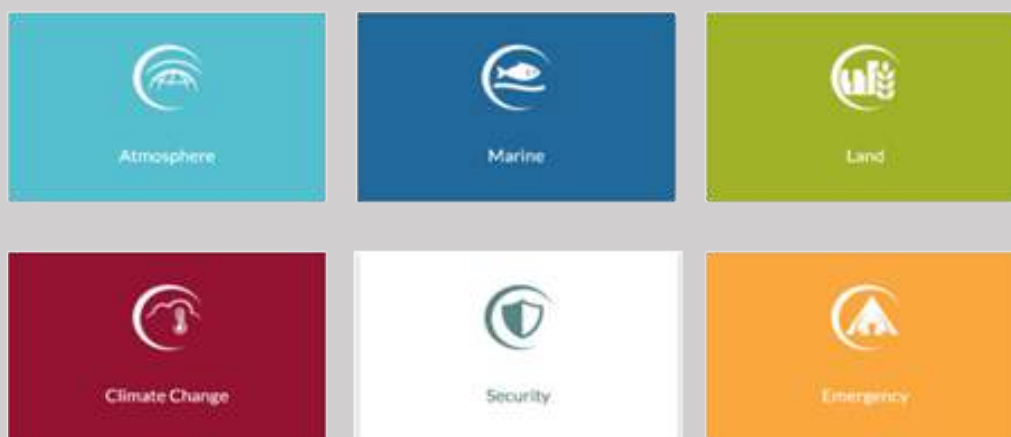 Atmosphere
Marine
Land
Climate Change
Security
Emergency